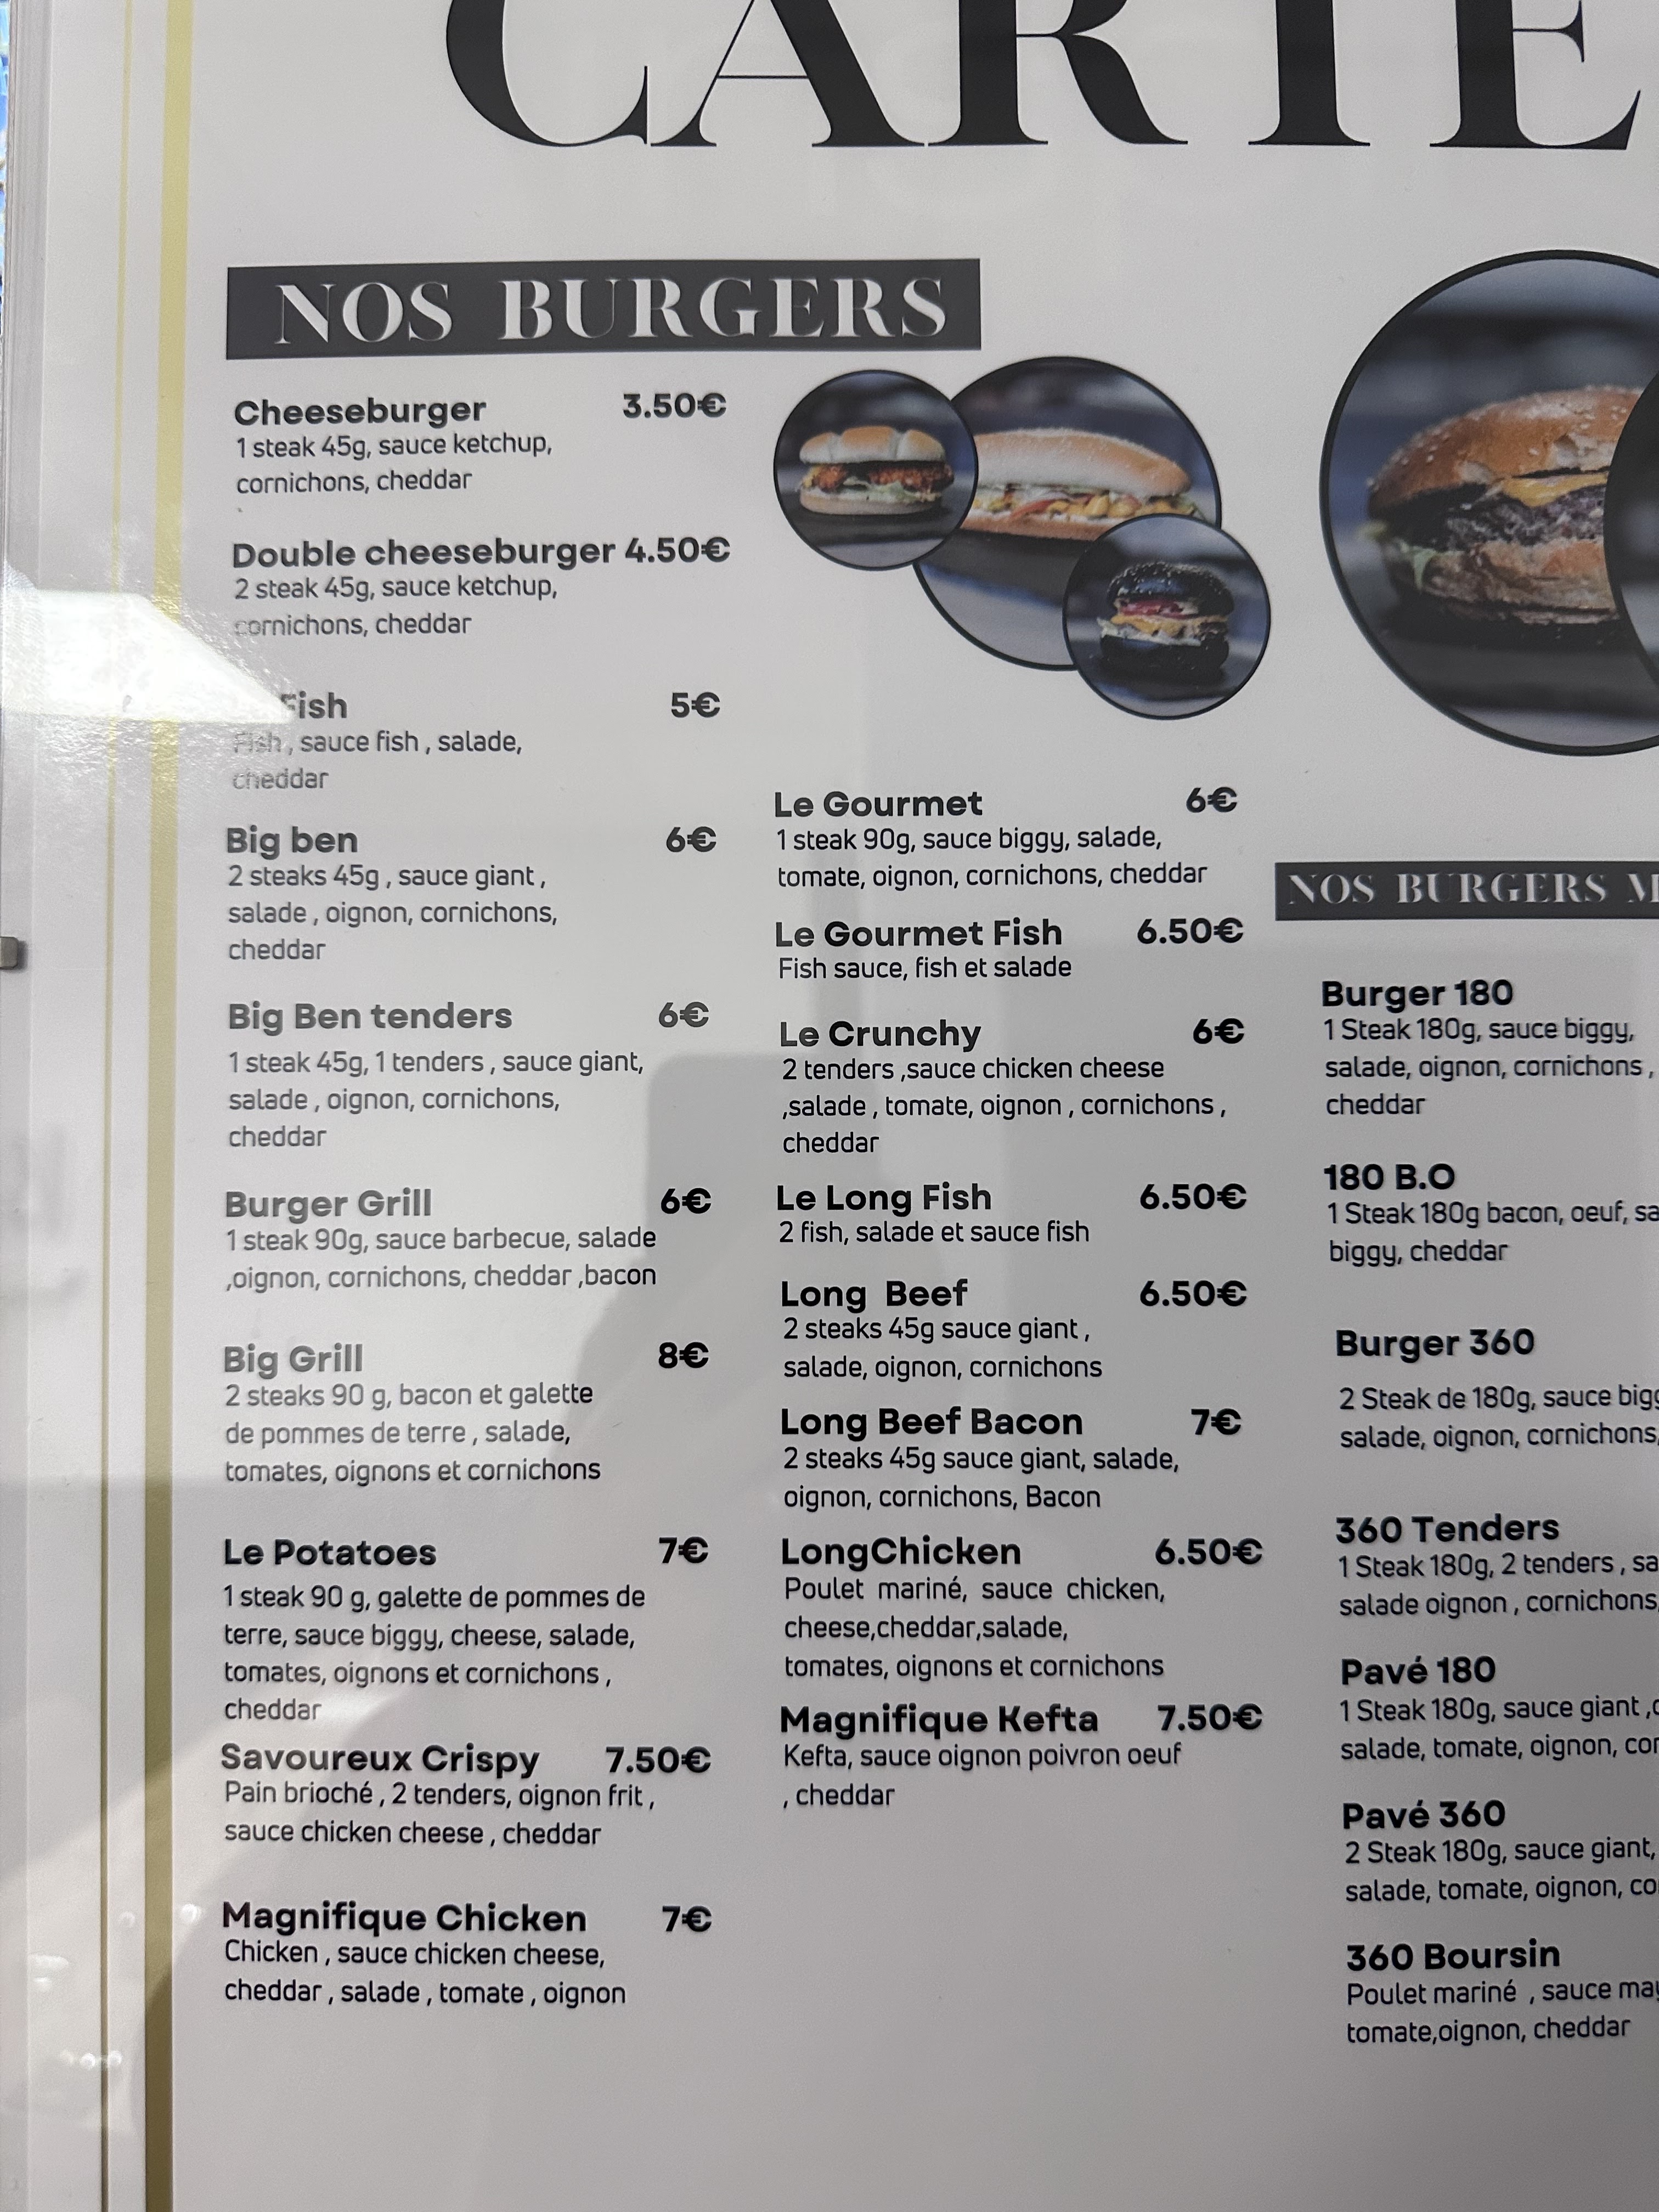 CARTE
NOS BURGERS
Cheeseburger 3.50€
1 steak 45g, sauce ketchup,
cornichons, cheddar
Double cheeseburger 4.50€
2 steak 45g, sauce ketchup,
cornichons, cheddar
Fish 5€
Fish , sauce fish , salade,
cheddar
Big ben 6€
2 steaks 45g , sauce giant ,
salade , oignon, cornichons,
cheddar
Big Ben tenders 6€
1 steak 45g, 1 tenders , sauce giant,
salade , oignon, cornichons,
cheddar
Burger Grill 6€
1 steak 90g, sauce barbecue, salade
,oignon, cornichons, cheddar ,bacon
Big Grill 8€
2 steaks 90 g, bacon et galette
de pommes de terre , salade,
tomates, oignons et cornichons
Le Potatoes 7€
1 steak 90 g, galette de pommes de
terre, sauce biggy, cheese, salade,
tomates, oignons et cornichons ,
cheddar
Savoureux Crispy 7.50€
Pain brioché , 2 tenders, oignon frit ,
sauce chicken cheese , cheddar
Magnifique Chicken 7€
Chicken , sauce chicken cheese,
cheddar , salade , tomate , oignon
Le Gourmet 6€
1 steak 90g, sauce biggy, salade,
tomate, oignon, cornichons, cheddar
Le Gourmet Fish 6.50€
Fish sauce, fish et salade
Le Crunchy 6€
2 tenders ,sauce chicken cheese
,salade , tomate, oignon , cornichons ,
cheddar
Le Long Fish 6.50€
2 fish, salade et sauce fish
Long Beef 6.50€
2 steaks 45g sauce giant ,
salade, oignon, cornichons
Long Beef Bacon 7€
2 steaks 45g sauce giant, salade,
oignon, cornichons, Bacon
LongChicken 6.50€
Poulet mariné, sauce chicken,
cheese,cheddar,salade,
tomates, oignons et cornichons
Magnifique Kefta 7.50€
Kefta, sauce oignon poivron oeuf
, cheddar
NOS BURGERS
Burger 180
1 Steak 180g, sauce biggy,
salade, oignon, cornichons ,
cheddar
180 B.O
1 Steak 180g bacon, oeuf,
biggy, cheddar
Burger 360
2 Steak de 180g, sauce
salade, oignon, cornichons,
360 Tenders
1 Steak 180g, 2 tenders ,
salade oignon , cornichons,
Pavé 180
1 Steak 180g, sauce giant ,
salade, tomate, oignon,
Pavé 360
2 Steak 180g, sauce giant,
salade, tomate, oignon,
360 Boursin
Poulet mariné , sauce
tomate,oignon, cheddar